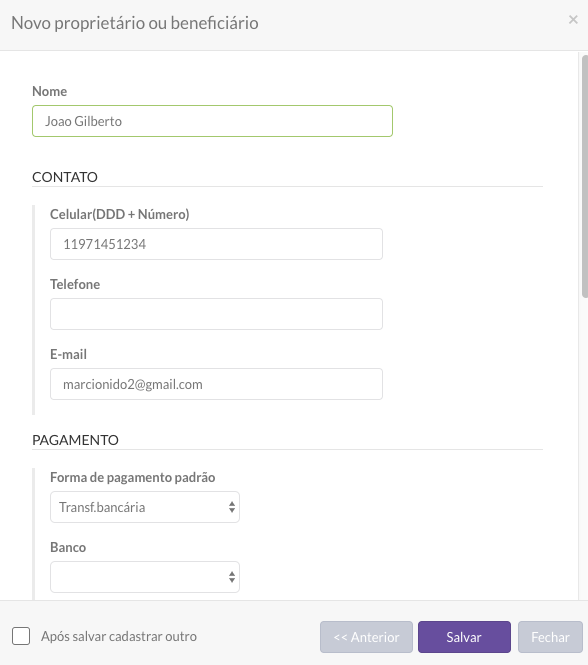 Novo proprietário ou beneficiário ×
Nome
Joao Gilberto
CONTATO
Celular(DDD + Número)
11971451234
Telefone
E-mail
marcionido2@gmail.com
PAGAMENTO
Forma de pagamento padrão
Transf.bancária
Banco
Após salvar cadastrar outro << Anterior Salvar Fechar